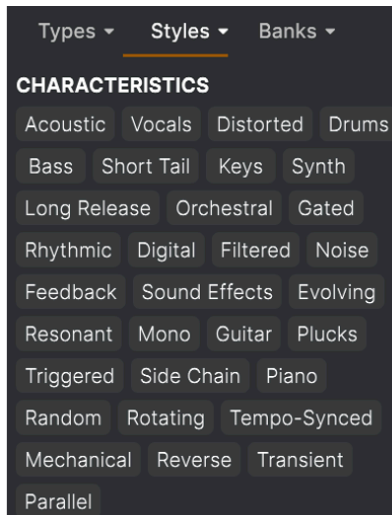 Types Styles Banks
CHARACTERISTICS
Acoustic Vocals Distorted Drums
Bass Short Tail Keys Synth
Long Release Orchestral Gated
Rhythmic Digital Filtered Noise
Feedback Sound Effects Evolving
Resonant Mono Guitar Plucks
Triggered Side Chain Piano
Random Rotating Tempo-Synced
Mechanical Reverse Transient
Parallel